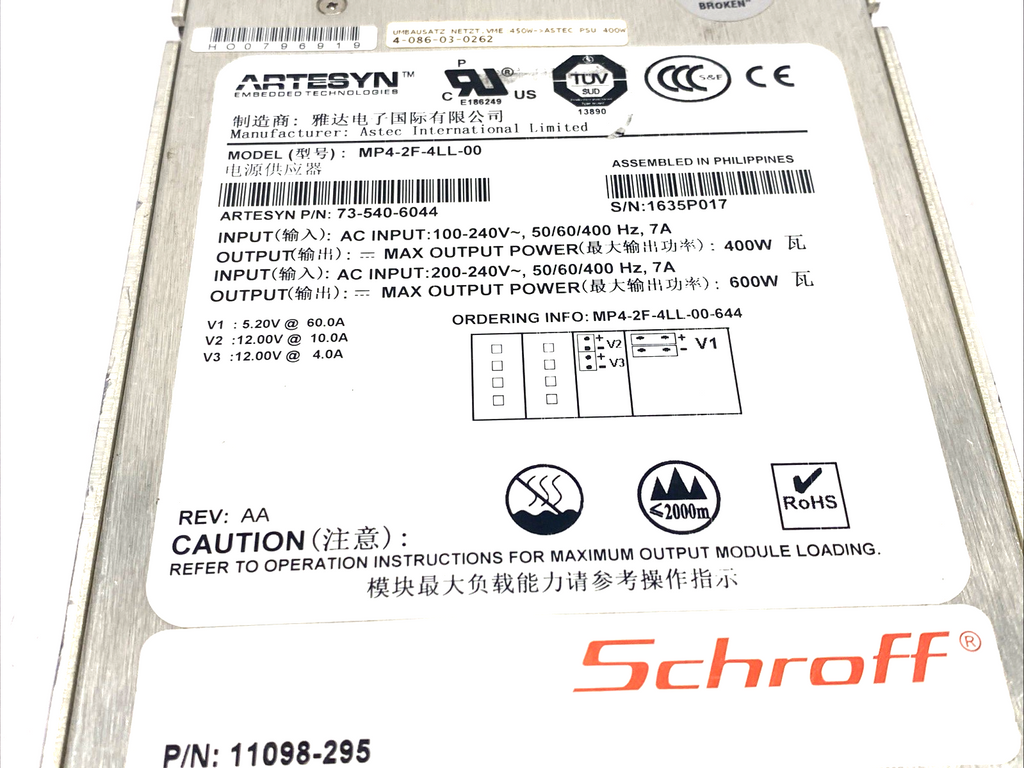 BROKEN"
HO0796919
UMBAUSATZ NETZT.VME 450W->ASTEC PSU 400W
4-086-03-0262
ARTESYN™
EMBEDDED TECHNOLOGIES
P
C RU® US
E186249
TÜV
SUD
13890
CCC S&E
CE
制造商: 雅达电子国际有限公司
Manufacturer: Astec International Limited
MODEL (型号): MP4-2F-4LL-00
电源供应器
ASSEMBLED IN PHILIPPINES
ARTESYN P/N: 73-540-6044
S/N:1635P017
INPUT(输入): AC INPUT:100-240V~, 50/60/400 Hz, 7A
OUTPUT(输出): ⎓ MAX OUTPUT POWER(最大输出功率): 400W 瓦
INPUT(输入): AC INPUT:200-240V~, 50/60/400 Hz, 7A
OUTPUT(输出): ⎓ MAX OUTPUT POWER(最大输出功率): 600W 瓦
V1 : 5.20V @ 60.0A
V2 :12.00V @ 10.0A
V3 :12.00V @ 4.0A
ORDERING INFO: MP4-2F-4LL-00-644
+
- V2
+
- V3
+
- V1
≤2000m
RoHS
REV: AA
CAUTION(注意):
REFER TO OPERATION INSTRUCTIONS FOR MAXIMUM OUTPUT MODULE LOADING.
模块最大负载能力请参考操作指示
Schroff®
P/N: 11098-295